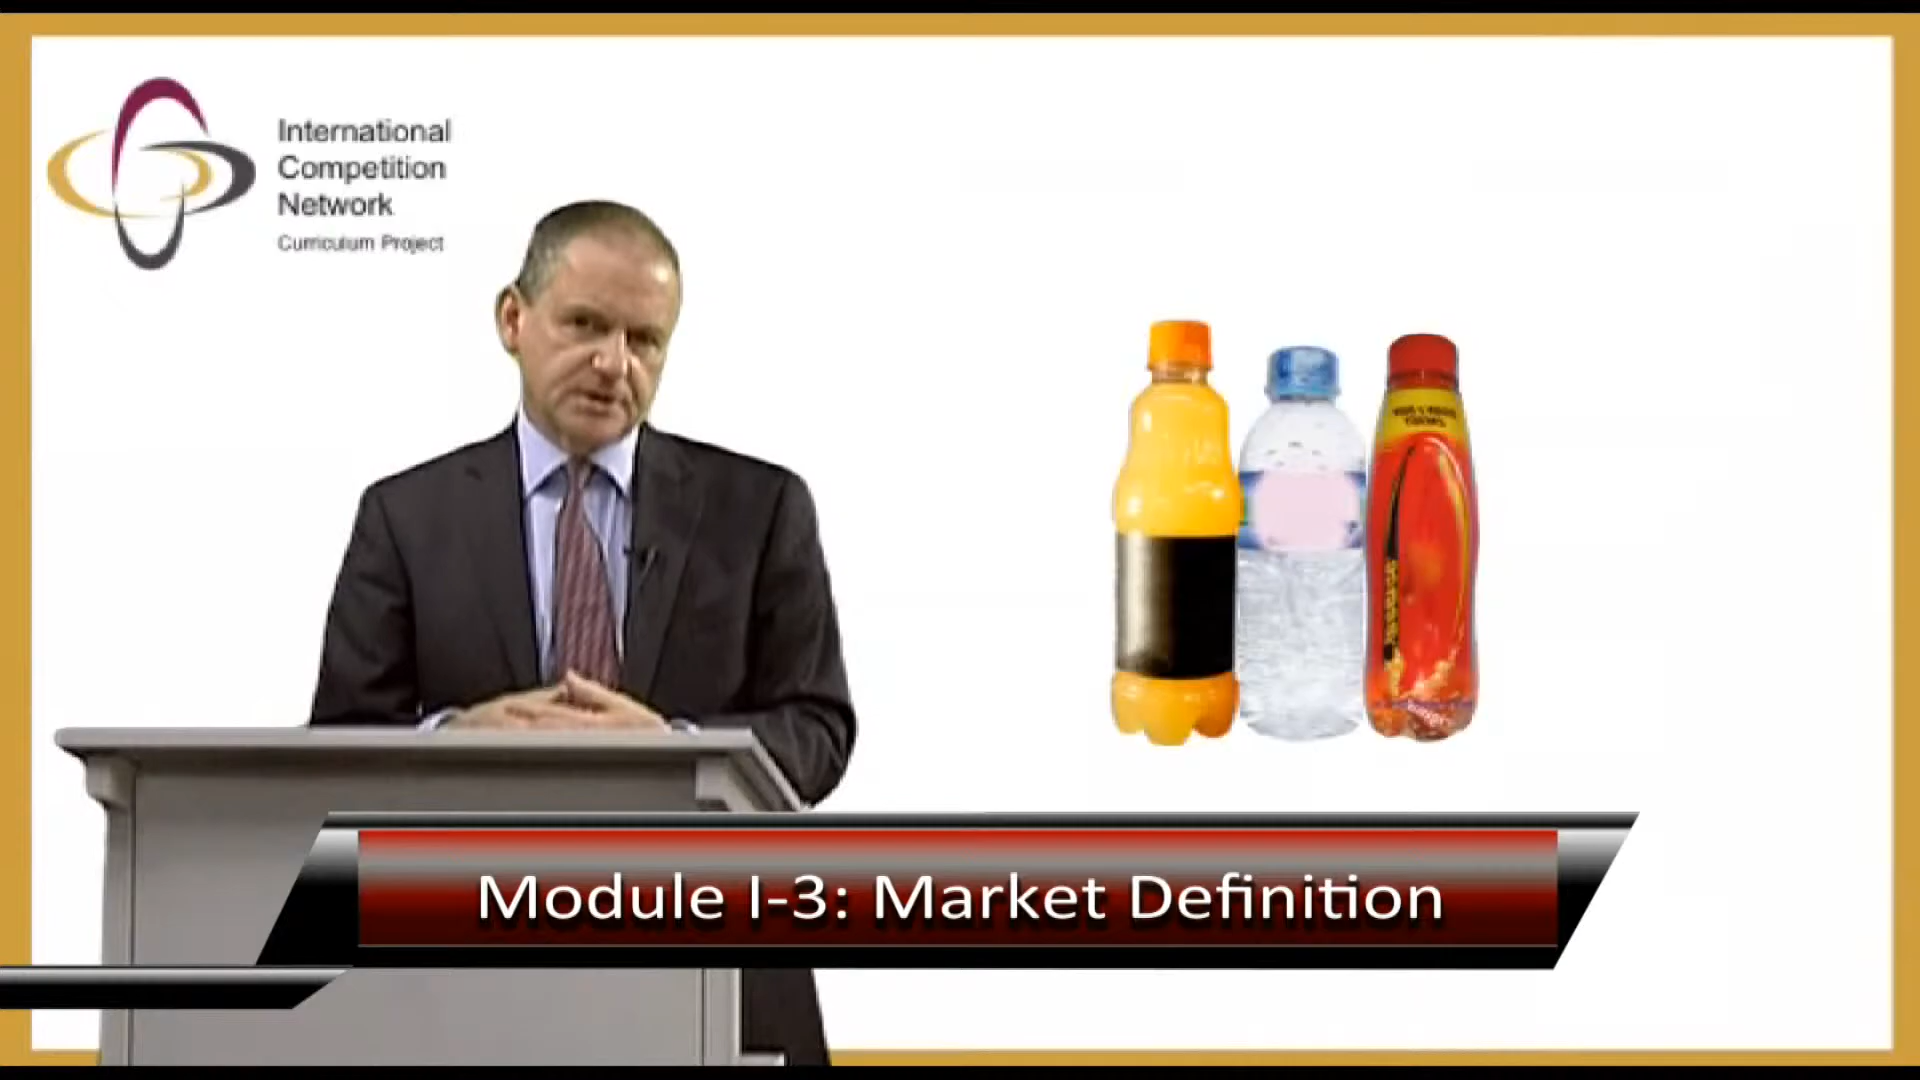 International
Competition
Network
Curriculum Project
Module I-3: Market Definition